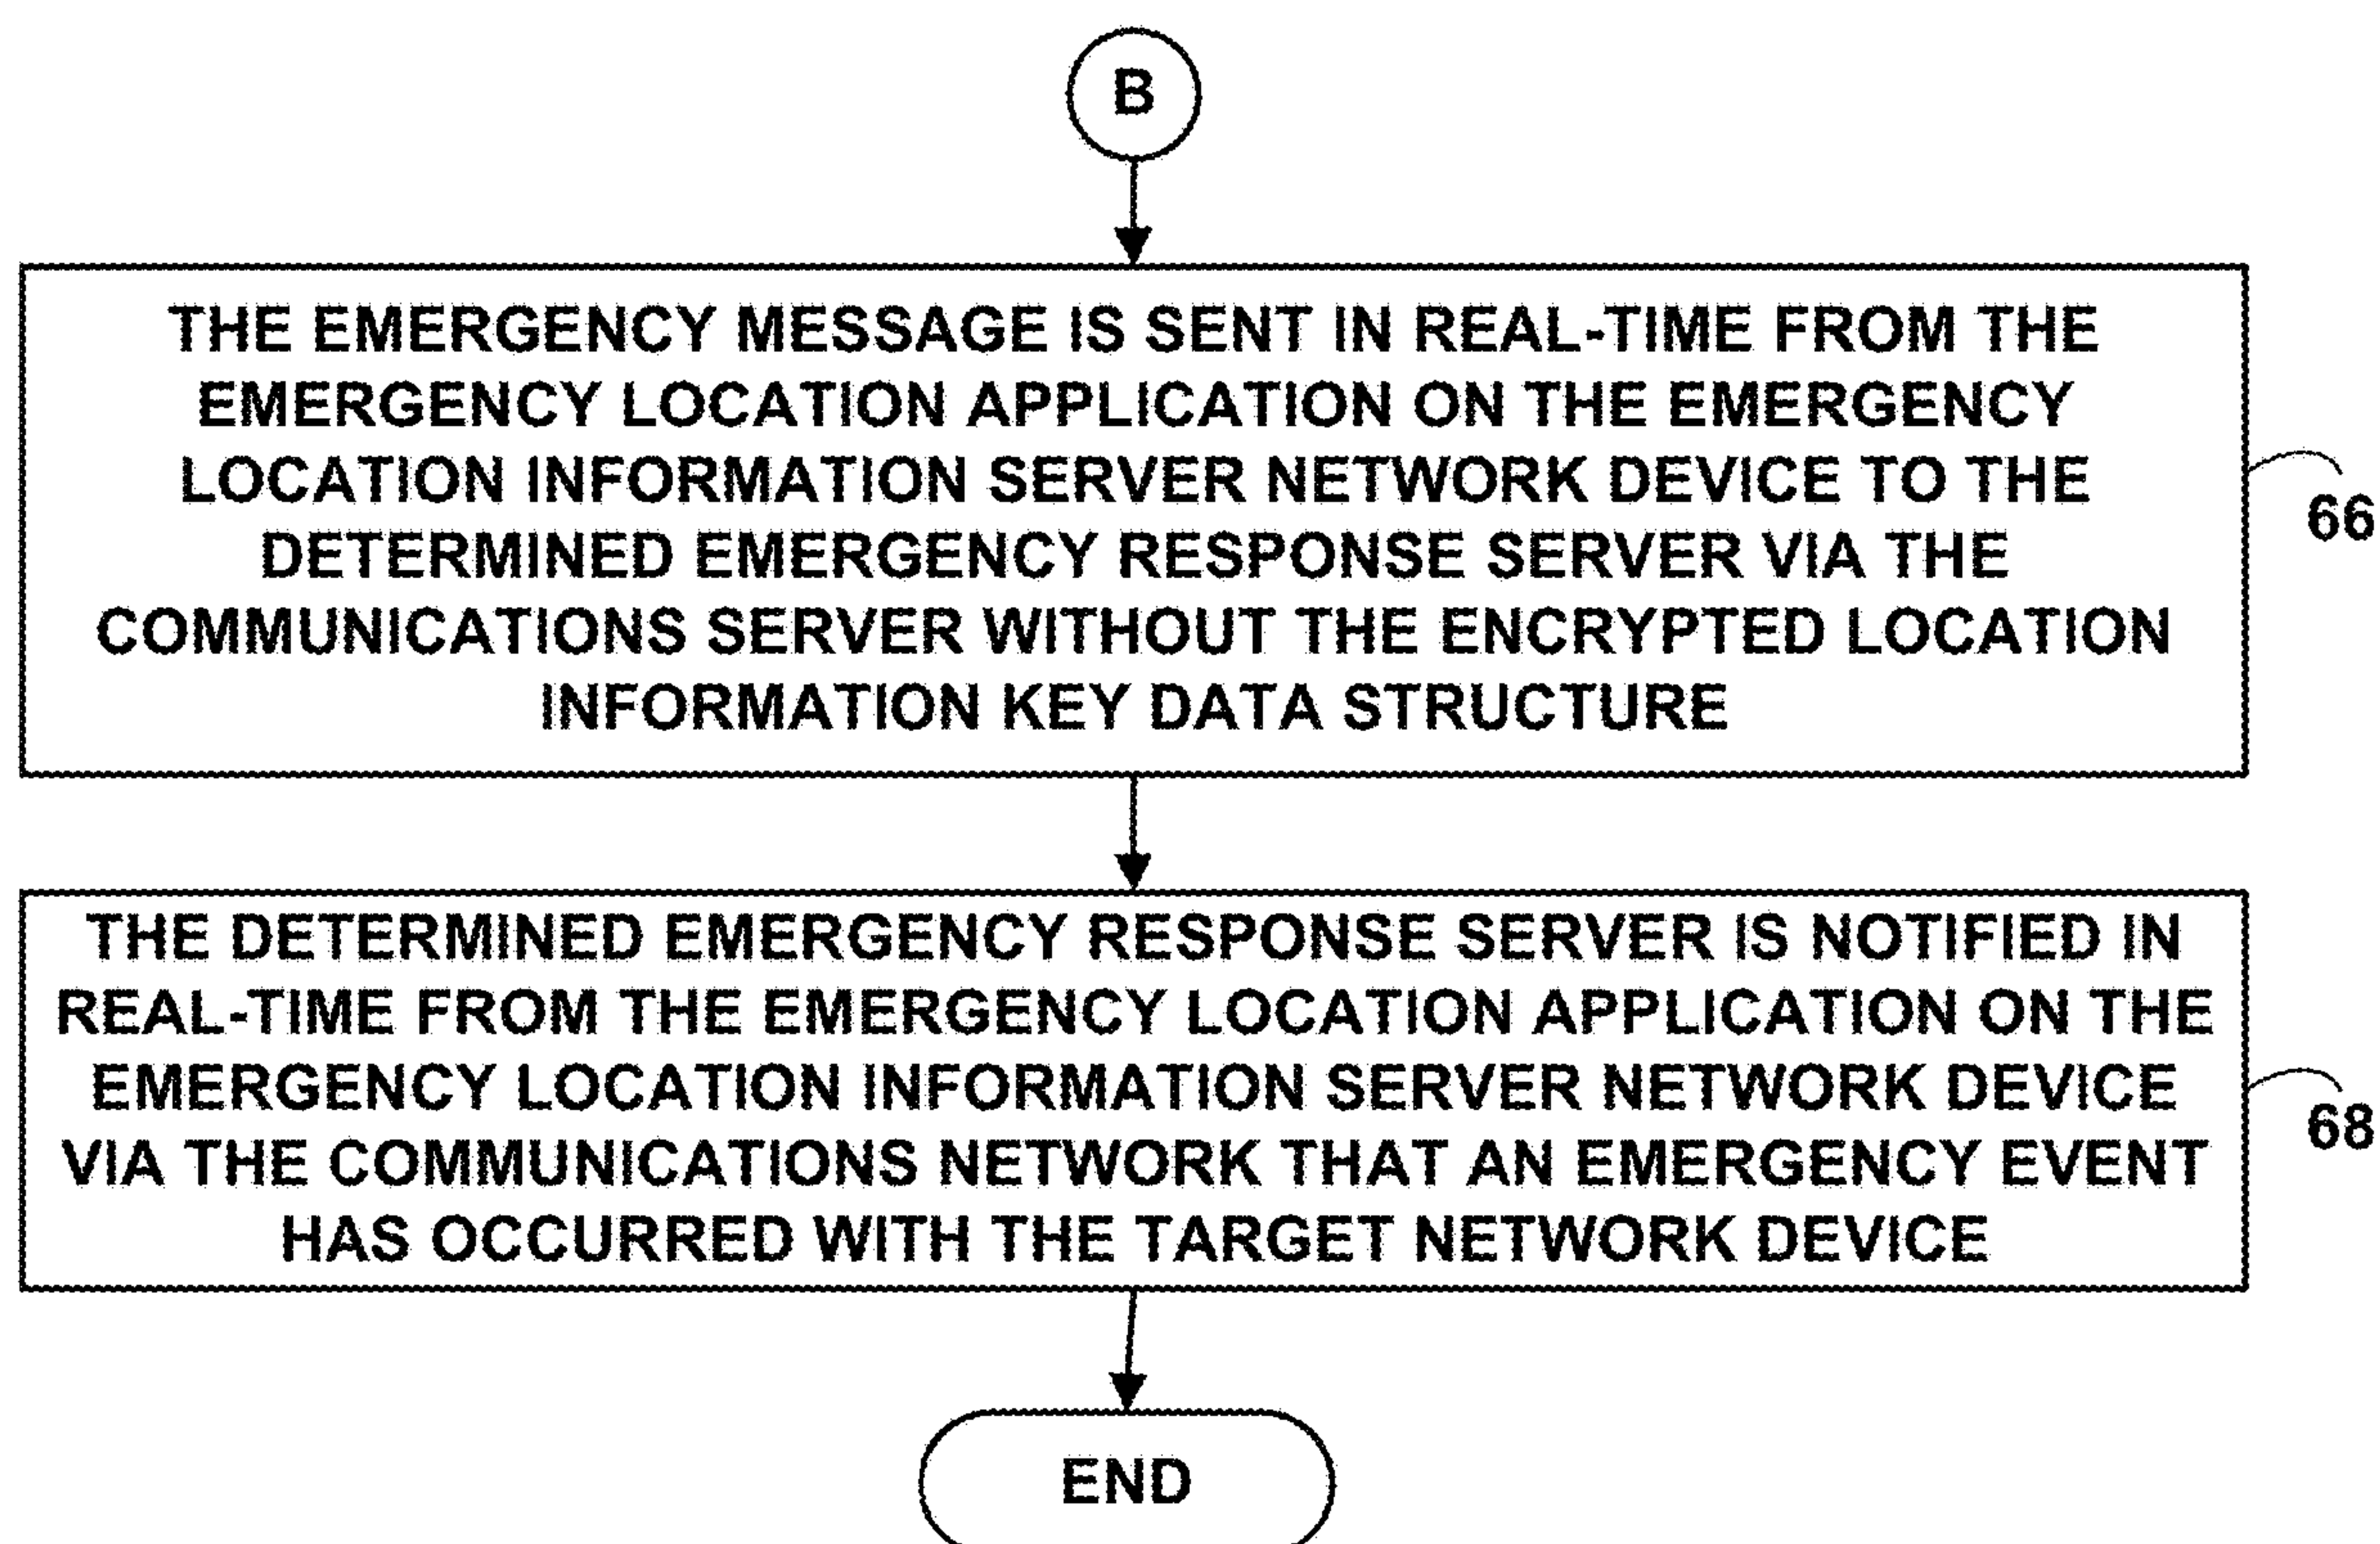 B
THE EMERGENCY MESSAGE IS SENT IN REAL-TIME FROM THE
EMERGENCY LOCATION APPLICATION ON THE EMERGENCY
LOCATION INFORMATION SERVER NETWORK DEVICE TO THE
DETERMINED EMERGENCY RESPONSE SERVER VIA THE
COMMUNICATIONS SERVER WITHOUT THE ENCRYPTED LOCATION
INFORMATION KEY DATA STRUCTURE
66
THE DETERMINED EMERGENCY RESPONSE SERVER IS NOTIFIED IN
REAL-TIME FROM THE EMERGENCY LOCATION APPLICATION ON THE
EMERGENCY LOCATION INFORMATION SERVER NETWORK DEVICE
VIA THE COMMUNICATIONS NETWORK THAT AN EMERGENCY EVENT
HAS OCCURRED WITH THE TARGET NETWORK DEVICE
68
END